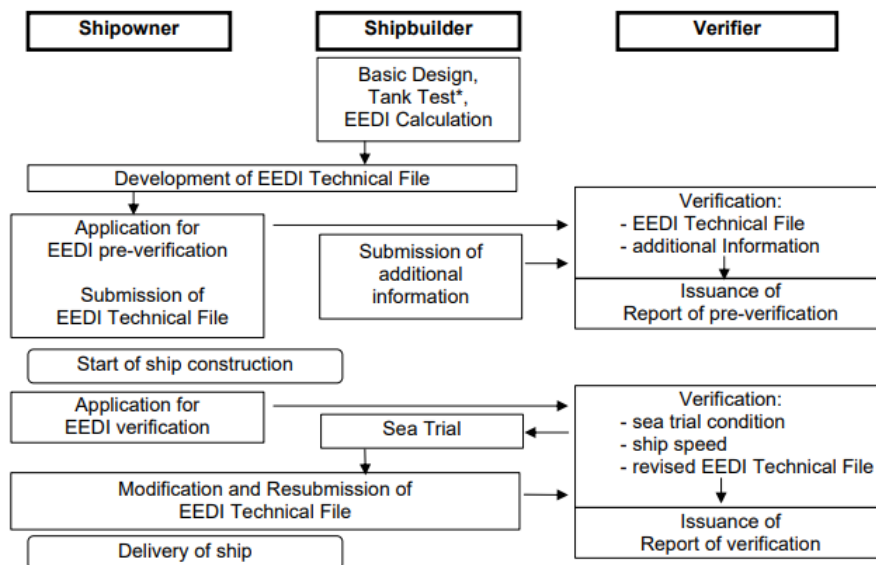 Shipowner
Shipbuilder
Verifier
Basic Design,
Tank Test*,
EEDI Calculation
Development of EEDI Technical File
Application for
EEDI pre-verification
Submission of
EEDI Technical File
Submission of
additional
information
Verification:
- EEDI Technical File
- additional Information
Issuance of
Report of pre-verification
Start of ship construction
Application for
EEDI verification
Sea Trial
Verification:
- sea trial condition
- ship speed
- revised EEDI Technical File
Modification and Resubmission of
EEDI Technical File
Issuance of
Report of verification
Delivery of ship